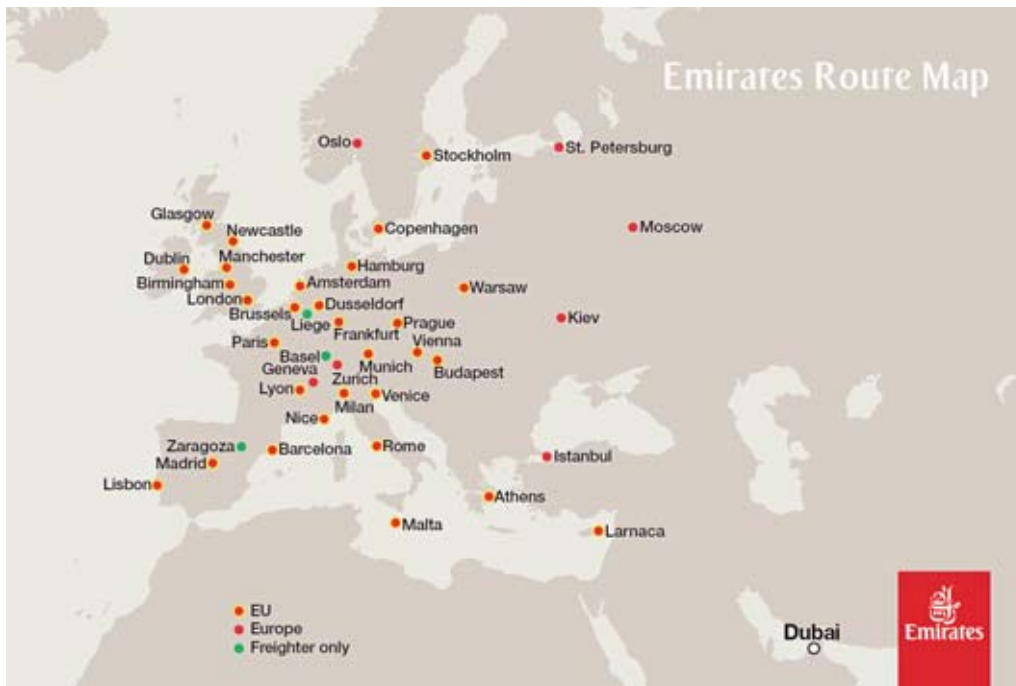 Emirates Route Map
Oslo
Stockholm
St. Petersburg
Glasgow
Newcastle
Copenhagen
Moscow
Dublin
Manchester
Hamburg
Birmingham
Amsterdam
Warsaw
London
Dusseldorf
Brussels
Liege
Frankfurt
Prague
Kiev
Paris
Vienna
Basel
Munich
Geneva
Zurich
Budapest
Lyon
Milan
Venice
Nice
Zaragoza
Barcelona
Rome
Madrid
Istanbul
Lisbon
Athens
Malta
Larnaca
EU
Europe
Freighter only
Dubai
Emirates